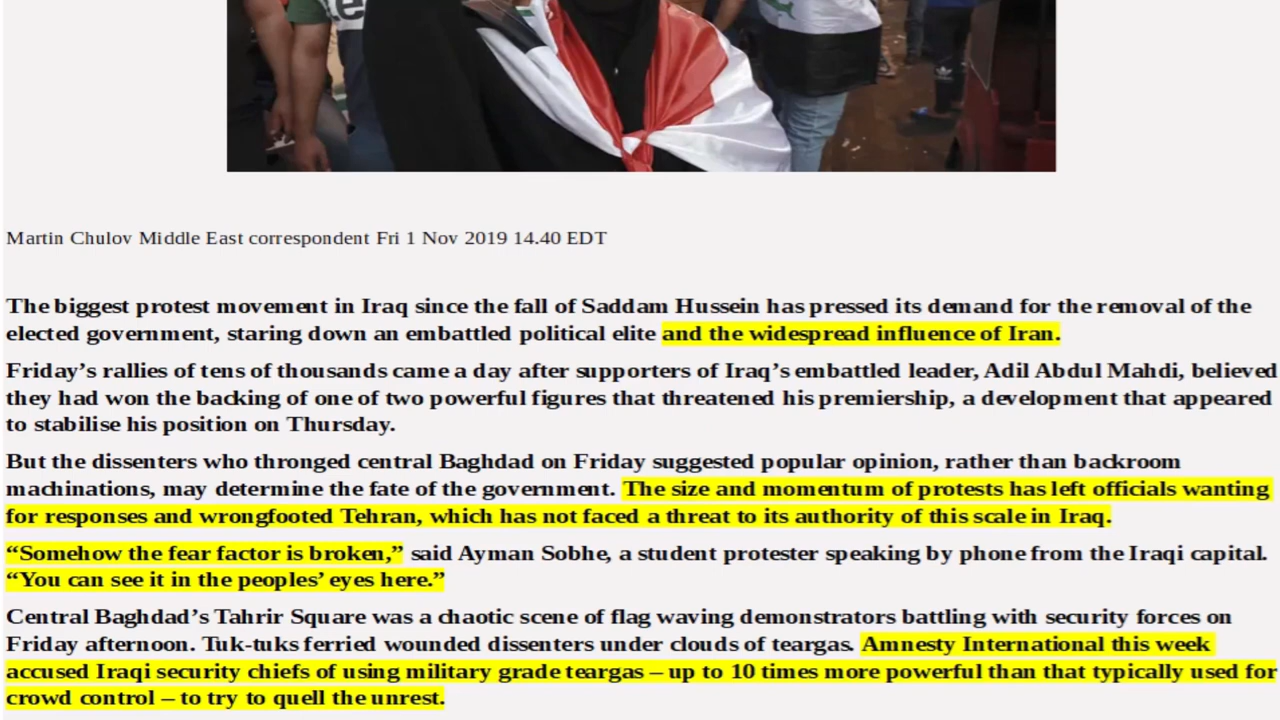 Martin Chulov Middle East correspondent Fri 1 Nov 2019 14.40 EDT
The biggest protest movement in Iraq since the fall of Saddam Hussein has pressed its demand for the removal of the
elected government, staring down an embattled political elite and the widespread influence of Iran.
Friday’s rallies of tens of thousands came a day after supporters of Iraq’s embattled leader, Adil Abdul Mahdi, believed
they had won the backing of one of two powerful figures that threatened his premiership, a development that appeared
to stabilise his position on Thursday.
But the dissenters who thronged central Baghdad on Friday suggested popular opinion, rather than backroom
machinations, may determine the fate of the government. The size and momentum of protests has left officials wanting
for responses and wrongfooted Tehran, which has not faced a threat to its authority of this scale in Iraq.
“Somehow the fear factor is broken,” said Ayman Sobhe, a student protester speaking by phone from the Iraqi capital.
“You can see it in the peoples’ eyes here.”
Central Baghdad’s Tahrir Square was a chaotic scene of flag waving demonstrators battling with security forces on
Friday afternoon. Tuk-tuks ferried wounded dissenters under clouds of teargas. Amnesty International this week
accused Iraqi security chiefs of using military grade teargas – up to 10 times more powerful than that typically used for
crowd control – to try to quell the unrest.